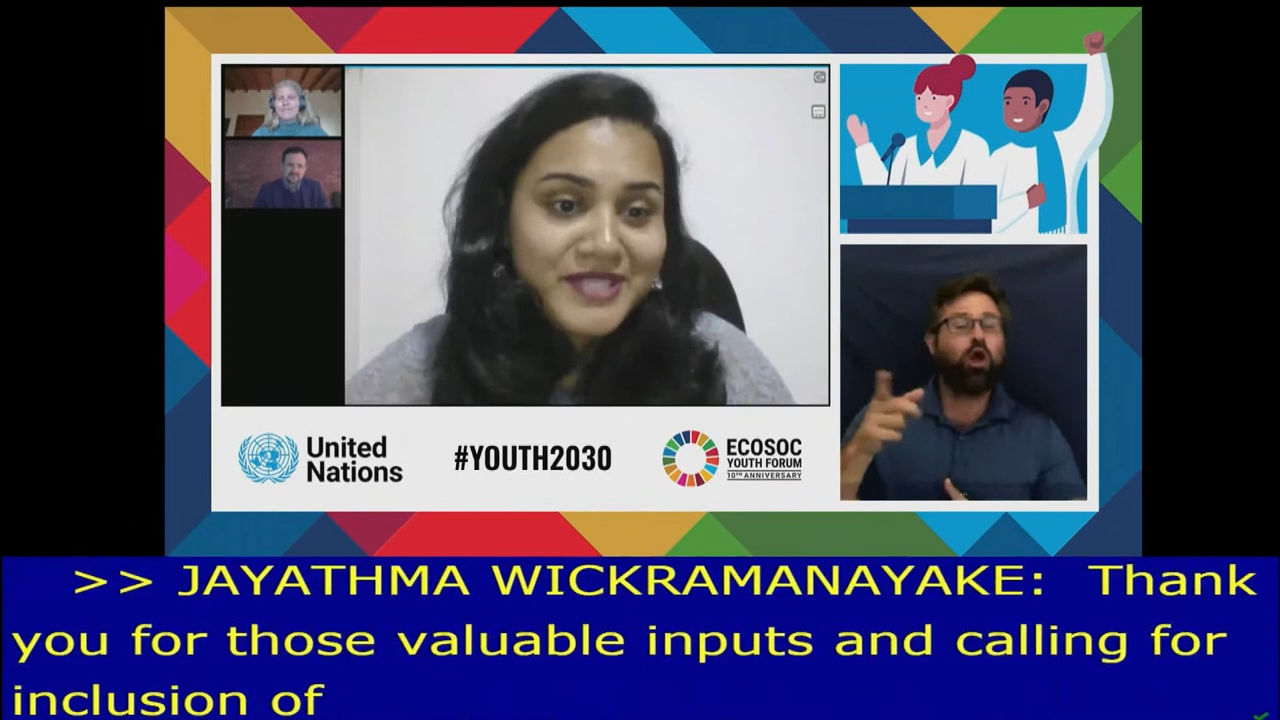 United
Nations
#YOUTH2030
ECOSOC
YOUTH FORUM
10TH ANNIVERSARY
>> JAYATHMA WICKRAMANAYAKE: Thank
you for those valuable inputs and calling for
inclusion of